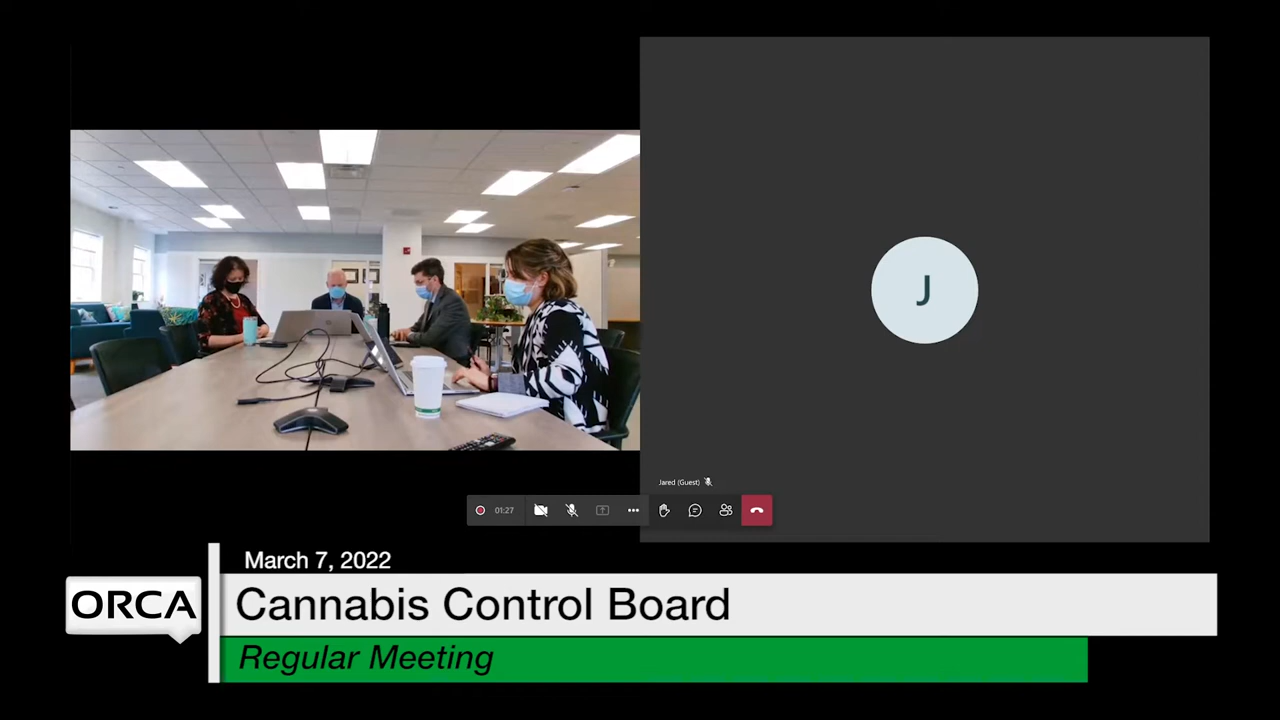 J
Jared (Guest)
01:27
March 7, 2022
ORCA
Cannabis Control Board
Regular Meeting